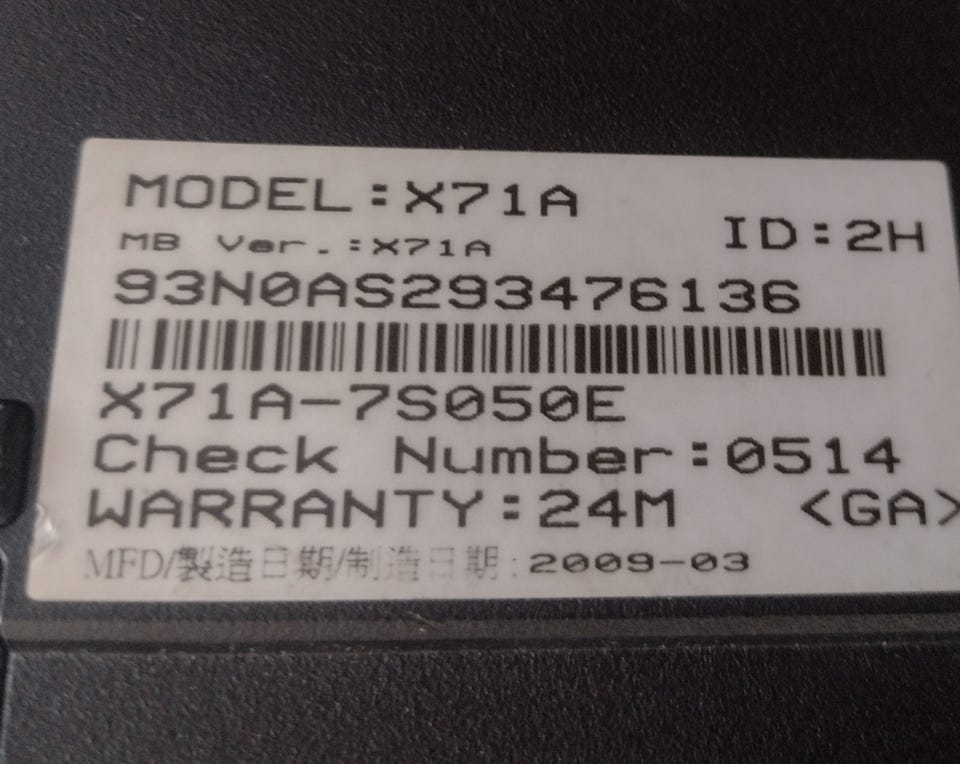 MODEL:X71A
MB Ver.:X71A
ID:2H
93N0AS293476136
X71A-7S050E
Check Number:0514
WARRANTY:24M <GA>
MFD/製造日期/制造日期:2009-03